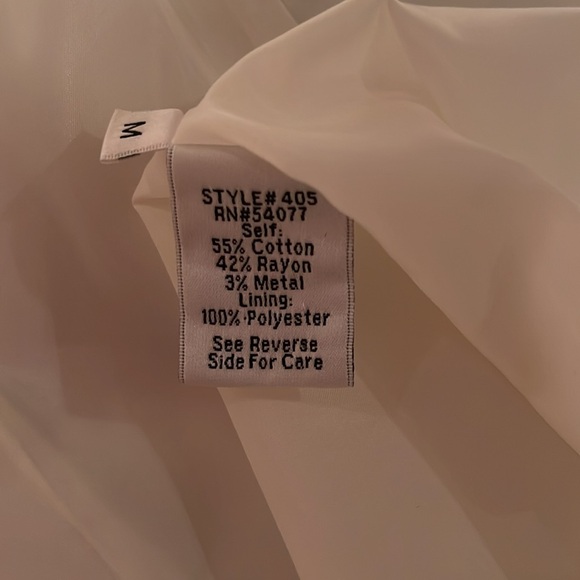 M
STYLE# 405
RN#54077
Self:
55% Cotton
42% Rayon
3% Metal
Lining:
100% Polyester
See Reverse
Side For Care